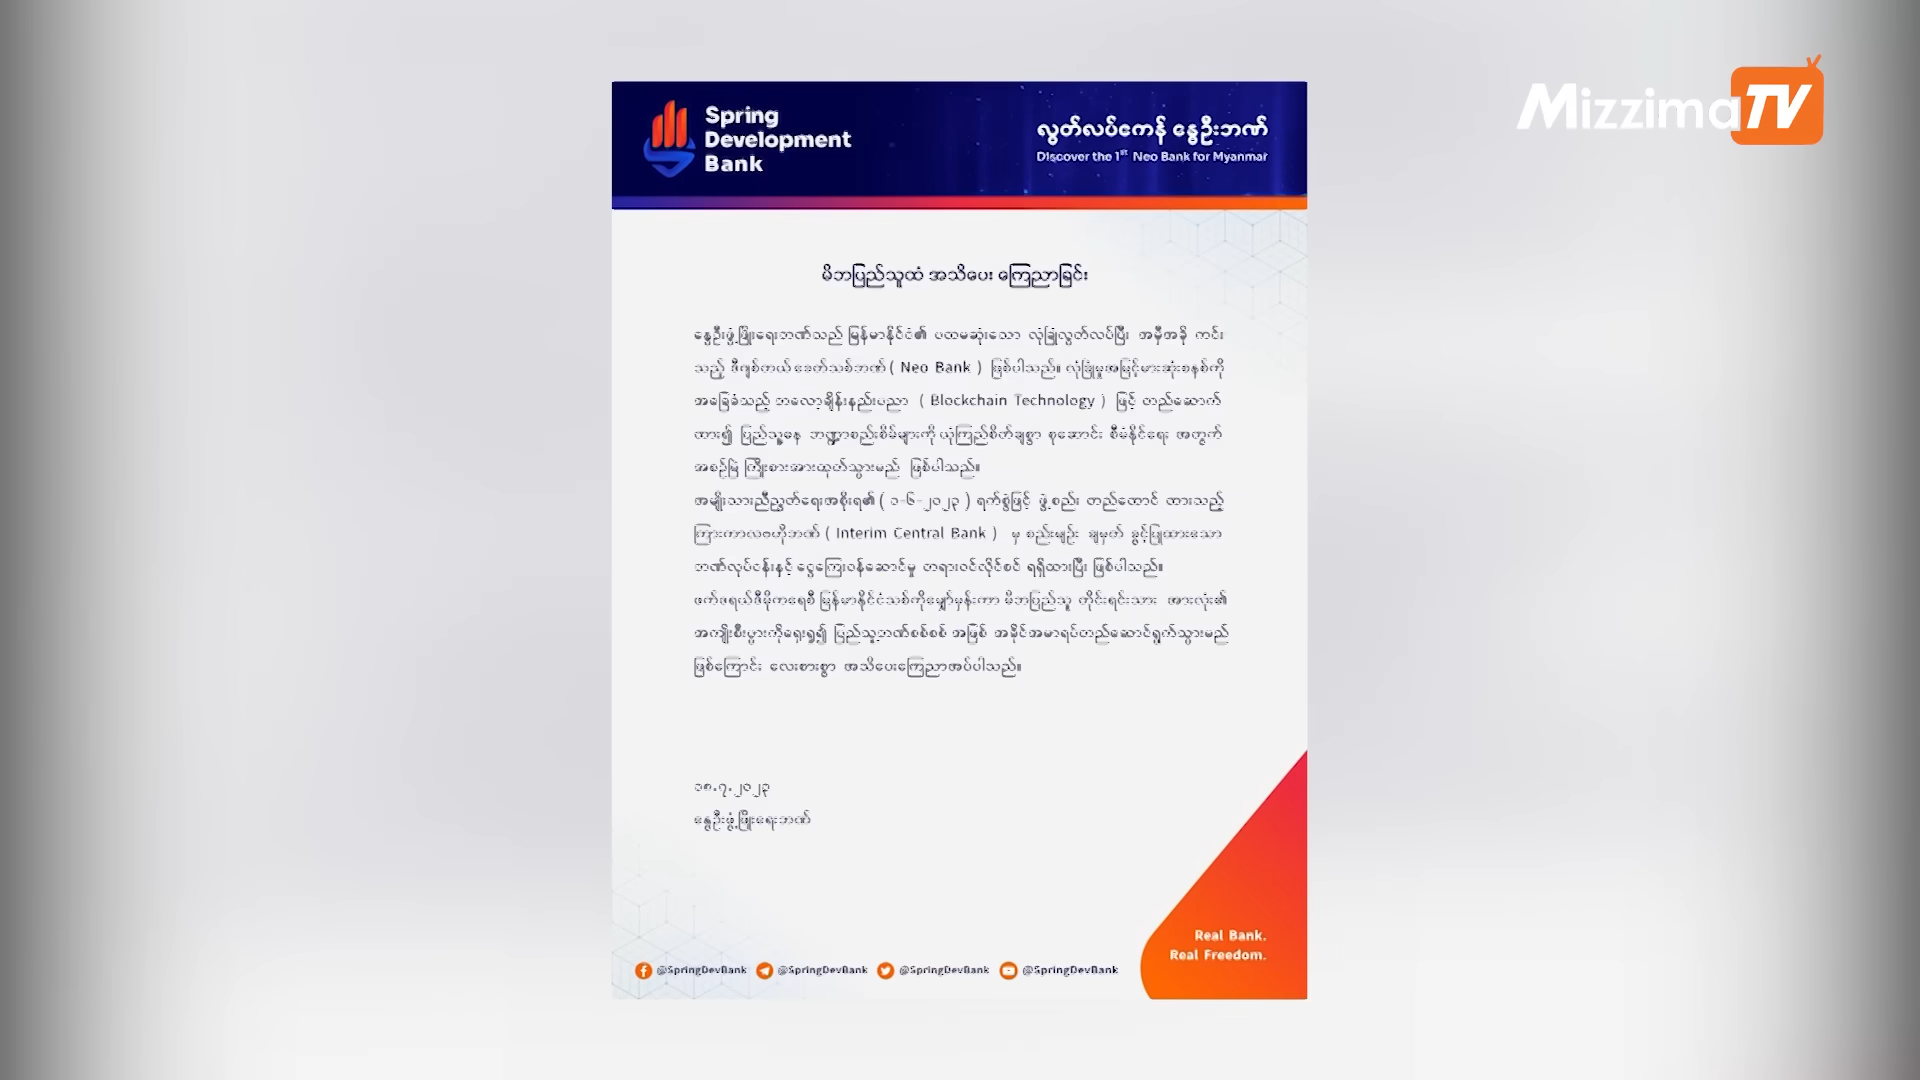 Mizzima TV
Spring
Development
Bank
လွတ်လပ်ကေန် နွေဦးဘဏ်
Discover the 1st Neo Bank for Myanmar
မိဘပြည်သူထံ အသိပေး ကြေညာခြင်း
နွေဦးဖွံ့ဖြိုးရေးဘဏ်သည် မြန်မာနိုင်ငံ၏ ပထမဆုံးသော လုံခြုံလွတ်လပ်ပြီး အမှီအခို ကင်း
သည့် ဒီဂျစ်တယ် ခေတ်သစ်ဘဏ် ( Neo Bank ) ဖြစ်ပါသည်။ လုံခြုံမှုအမြင့်မားဆုံးစနစ်ကို
အခြေခံသည့် ဘလော့ချိန်းနည်းပညာ ( Blockchain Technology ) ဖြင့် တည်ဆောက်
ထား၍ ပြည်သူ့ဓန ဘဏ္ဍာစည်းစိမ်များကို ယုံကြည်စိတ်ချစွာ စုဆောင်း စီမံနိုင်ရေး အတွက်
အစဉ်မြဲ ကြိုးစားအားထုတ်သွားမည် ဖြစ်ပါသည်။
အမျိုးသားညီညွတ်ရေးအစိုးရ၏ ( ၁-၆-၂၀၂၃ ) ရက်စွဲဖြင့် ဖွဲ့စည်း တည်ထောင် ထားသည့်
ကြားကာလဗဟိုဘဏ် ( Interim Central Bank ) မှ စည်းမျဉ်း ချမှတ် ခွင့်ပြုထားသော
ဘဏ်လုပ်ငန်းနှင့် ငွေကြေးဝန်ဆောင်မှု တရားဝင်လိုင်စင် ရရှိထားပြီး ဖြစ်ပါသည်။
ဖက်ဒရယ်ဒီမိုကရေစီ မြန်မာနိုင်ငံသစ်ကိုမျှော်မှန်းကာ မိဘပြည်သူ တိုင်းရင်းသား အားလုံး၏
အကျိုးစီးပွားကိုရှေးရှု၍ ပြည်သူ့ဘဏ်စစ်စစ် အဖြစ် အခိုင်အမာရပ်တည်ဆောင်ရွက်သွားမည်
ဖြစ်ကြောင်း လေးစားစွာ အသိပေးကြေညာအပ်ပါသည်။
၁၈.၇.၂၀၂၃
နွေဦးဖွံ့ဖြိုးရေးဘဏ်
Real Bank.
Real Freedom.
@SpringDevBank @SpringDevBank @SpringDevBank @SpringDevBank